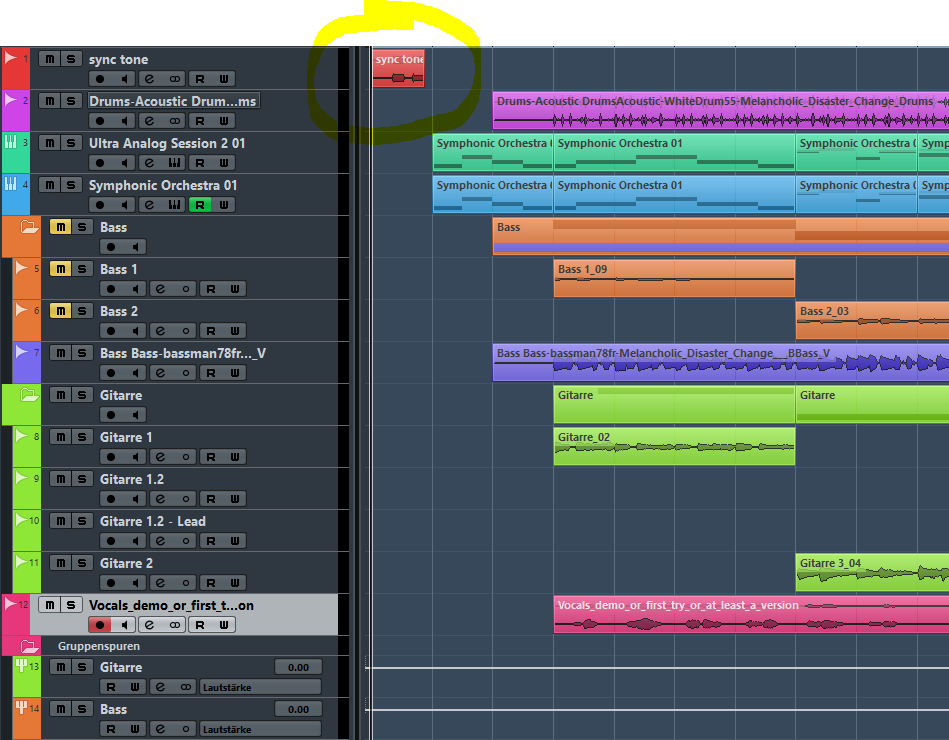 1 m S sync tone sync tone
e R W
2 m S Drums-Acoustic Drum...ms Drums-Acoustic DrumsAcoustic-WhiteDrum55-Melancholic_Disaster_Change_Drums
e R W
3 m S Ultra Analog Session 2 01 Symphonic Orchestra 0 Symphonic Orchestra 01 Symphonic Orchestra 0 Symp
e R W
4 m S Symphonic Orchestra 01 Symphonic Orchestra 0 Symphonic Orchestra 01 Symphonic Orchestra 0 Symp
e R W
m S Bass Bass
5 m S Bass 1 Bass 1_09
e R W
6 m S Bass 2 Bass 2_03
e R W
7 m S Bass Bass-bassman78fr..._V Bass Bass-bassman78fr-Melancholic_Disaster_Change___BBass_V
e R W
m S Gitarre Gitarre Gitarre
8 m S Gitarre 1 Gitarre_02
e R W
9 m S Gitarre 1.2
e R W
10 m S Gitarre 1.2 - Lead
e R W
11 m S Gitarre 2 Gitarre 3_04
e R W
12 m S Vocals_demo_or_first_t...on Vocals_demo_or_first_try_or_at_least_a_version
e R W
Gruppenspuren
13 m S Gitarre 0.00
R W e Lautstärke
14 m S Bass 0.00
R W e Lautstärke